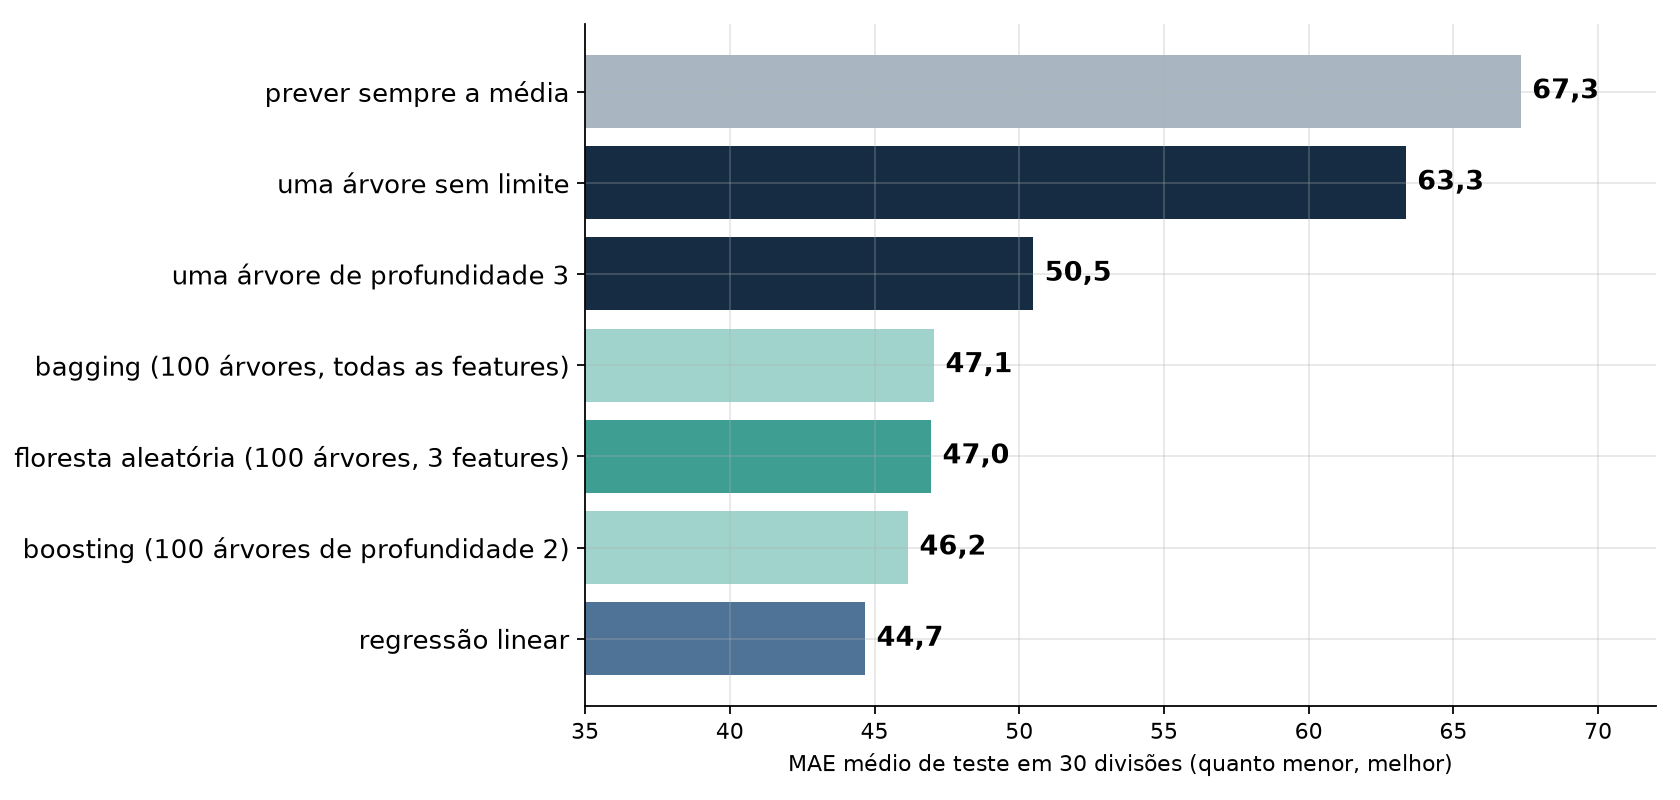 prever sempre a média 67,3
uma árvore sem limite 63,3
uma árvore de profundidade 3 50,5
bagging (100 árvores, todas as features) 47,1
floresta aleatória (100 árvores, 3 features) 47,0
boosting (100 árvores de profundidade 2) 46,2
regressão linear 44,7
35 40 45 50 55 60 65 70
MAE médio de teste em 30 divisões (quanto menor, melhor)